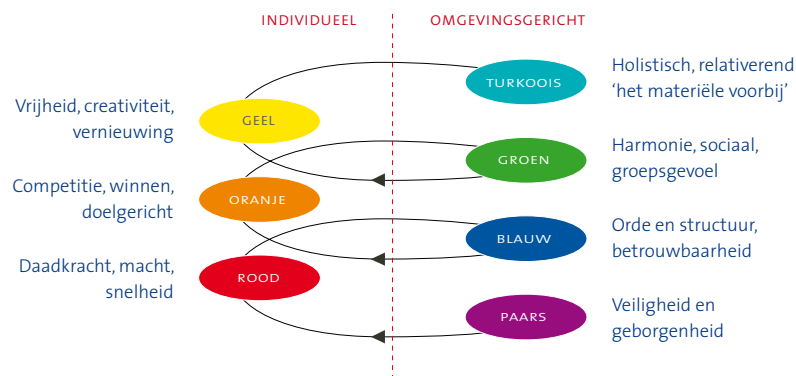 INDIVIDUEEL
OMGEVINGSGERICHT
TURKOOIS
Holistisch, relativerend
‘het materiële voorbij’
Vrijheid, creativiteit,
vernieuwing
GEEL
GROEN
Harmonie, sociaal,
groepsgevoel
Competitie, winnen,
doelgericht
ORANJE
BLAUW
Orde en structuur,
betrouwbaarheid
Daadkracht, macht,
snelheid
ROOD
PAARS
Veiligheid en
geborgenheid